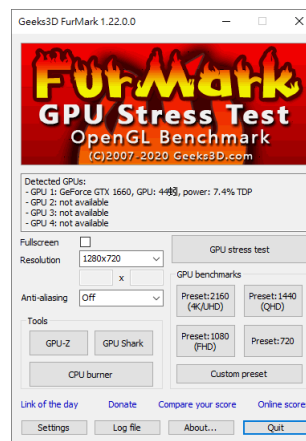 Geeks3D FurMark 1.22.0.0
FurMark
GPU Stress Test
OpenGL Benchmark
(C)2007-2020 Geeks3D.com
Detected GPUs:
- GPU 1: GeForce GTX 1660, GPU: power: 7.4% TDP
- GPU 2: not available
- GPU 3: not available
- GPU 4: not available
Fullscreen
GPU stress test
Resolution
1280x720
x
GPU benchmarks
Anti-aliasing
Off
Preset:2160
(4K/UHD)
Preset:1440
(QHD)
Tools
GPU-Z
GPU Shark
Preset:1080
(FHD)
Preset:720
CPU burner
Custom preset
Link of the day
Donate
Compare your score
Online score
Settings
Log file
About...
Quit